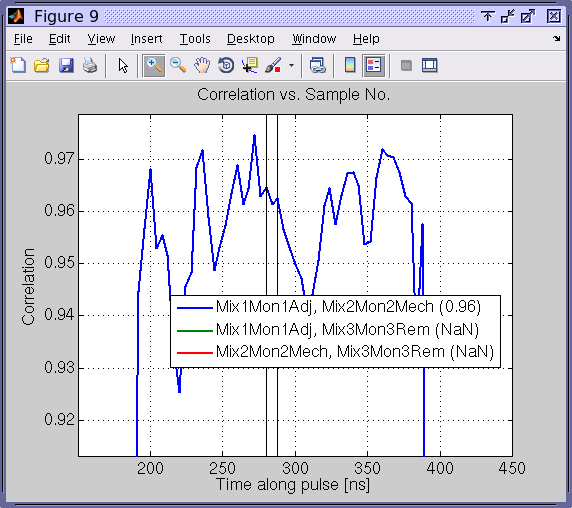 Figure 9
File Edit View Insert Tools Desktop Window Help
Correlation vs. Sample No.
0.97
0.96
0.95
0.94
0.93
0.92
Correlation
Mix1Mon1Adj, Mix2Mon2Mech (0.96)
Mix1Mon1Adj, Mix3Mon3Rem (NaN)
Mix2Mon2Mech, Mix3Mon3Rem (NaN)
200 250 300 350 400 450
Time along pulse [ns]